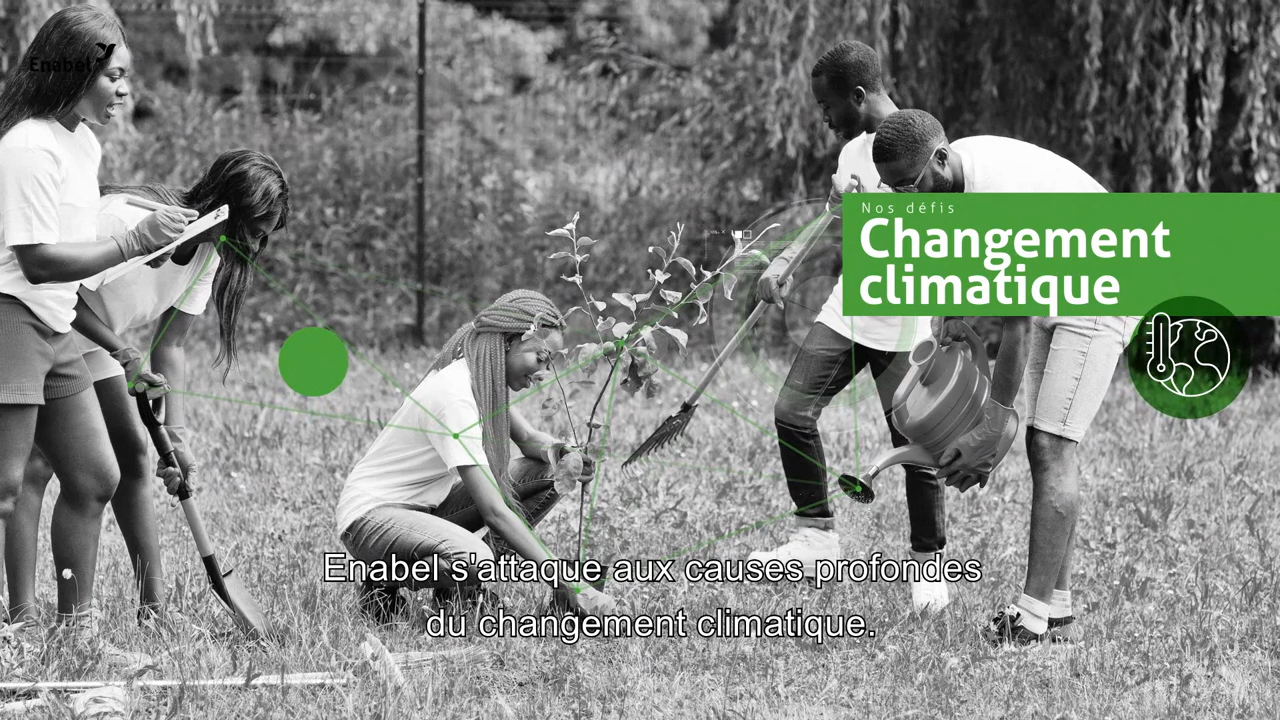 Enabel
Nos défis
Changement
climatique
Enabel s'attaque aux causes profondes
du changement climatique.